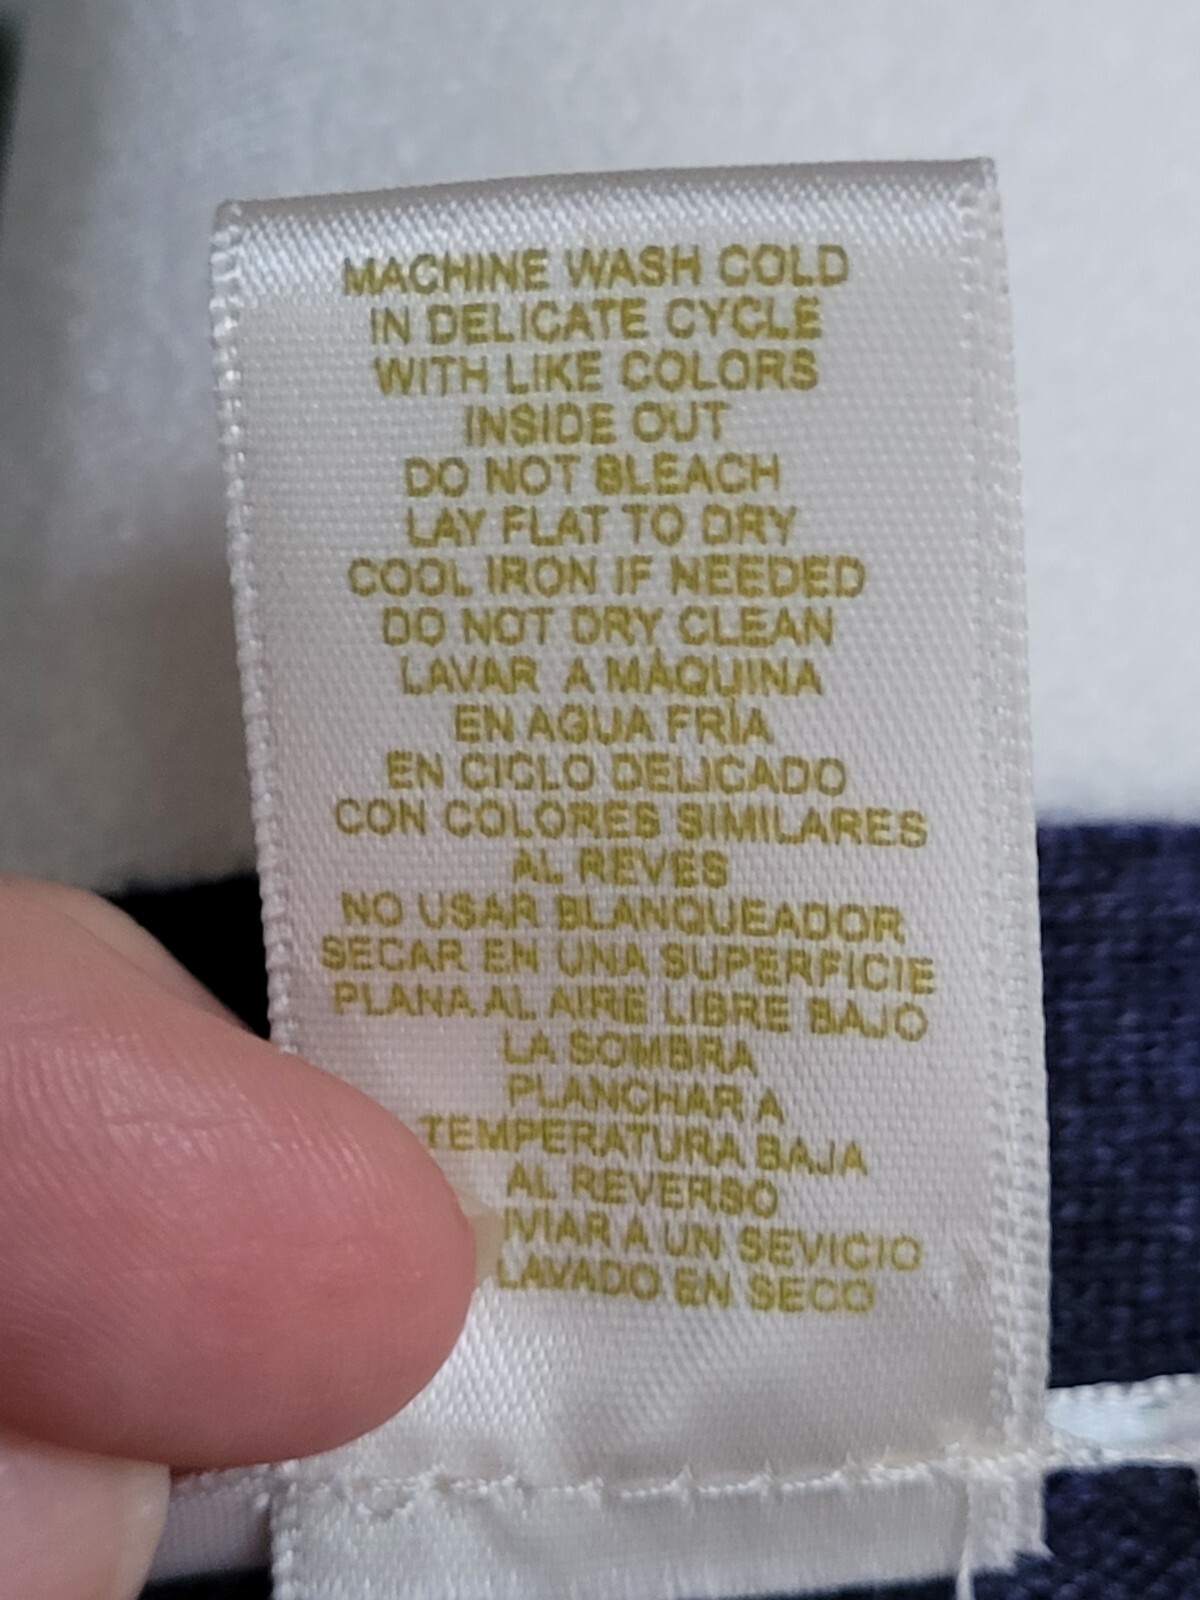 MACHINE WASH COLD
IN DELICATE CYCLE
WITH LIKE COLORS
INSIDE OUT
DO NOT BLEACH
LAY FLAT TO DRY
COOL IRON IF NEEDED
DO NOT DRY CLEAN
LAVAR A MÁQUINA
EN AGUA FRÍA
EN CICLO DELICADO
CON COLORES SIMILARES
AL REVÉS
NO USAR BLANQUEADOR
SECAR EN UNA SUPERFICIE
PLANA AL AIRE LIBRE BAJO
LA SOMBRA
PLANCHAR A
TEMPERATURA BAJA
AL REVERSO
A UN SEVICIO
LAVADO EN SECO